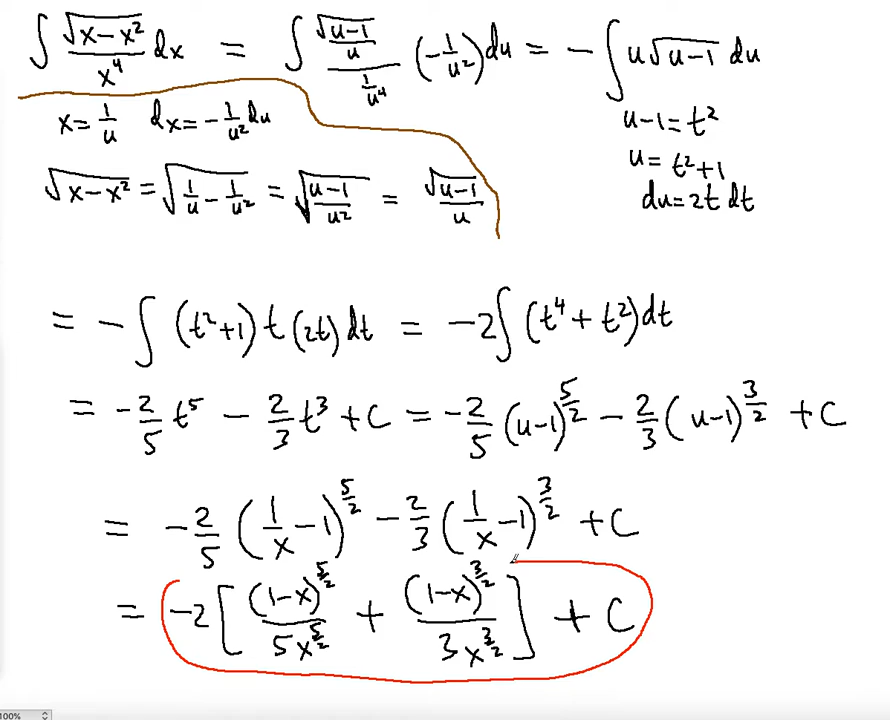 ∫ √(x−x²)/x⁴ dx = ∫ (√(u−1)/u)/(1/u⁴) (−1/u²) du = − ∫ u√(u−1) du
x = 1/u   dx = −1/u² du
u−1 = t²
u = t²+1
du = 2t dt
√(x−x²) = √(1/u − 1/u²) = √((u−1)/u²) = √(u−1)/u
= − ∫ (t²+1) t (2t) dt = −2 ∫ (t⁴ + t²) dt
= −2/5 t⁵ − 2/3 t³ + C = −2/5 (u−1)^(5/2) − 2/3 (u−1)^(3/2) + C
= −2/5 (1/x − 1)^(5/2) − 2/3 (1/x − 1)^(3/2) + C
= −2 [ (1−x)^(5/2)/(5x^(5/2)) + (1−x)^(3/2)/(3x^(3/2)) ] + C
100%